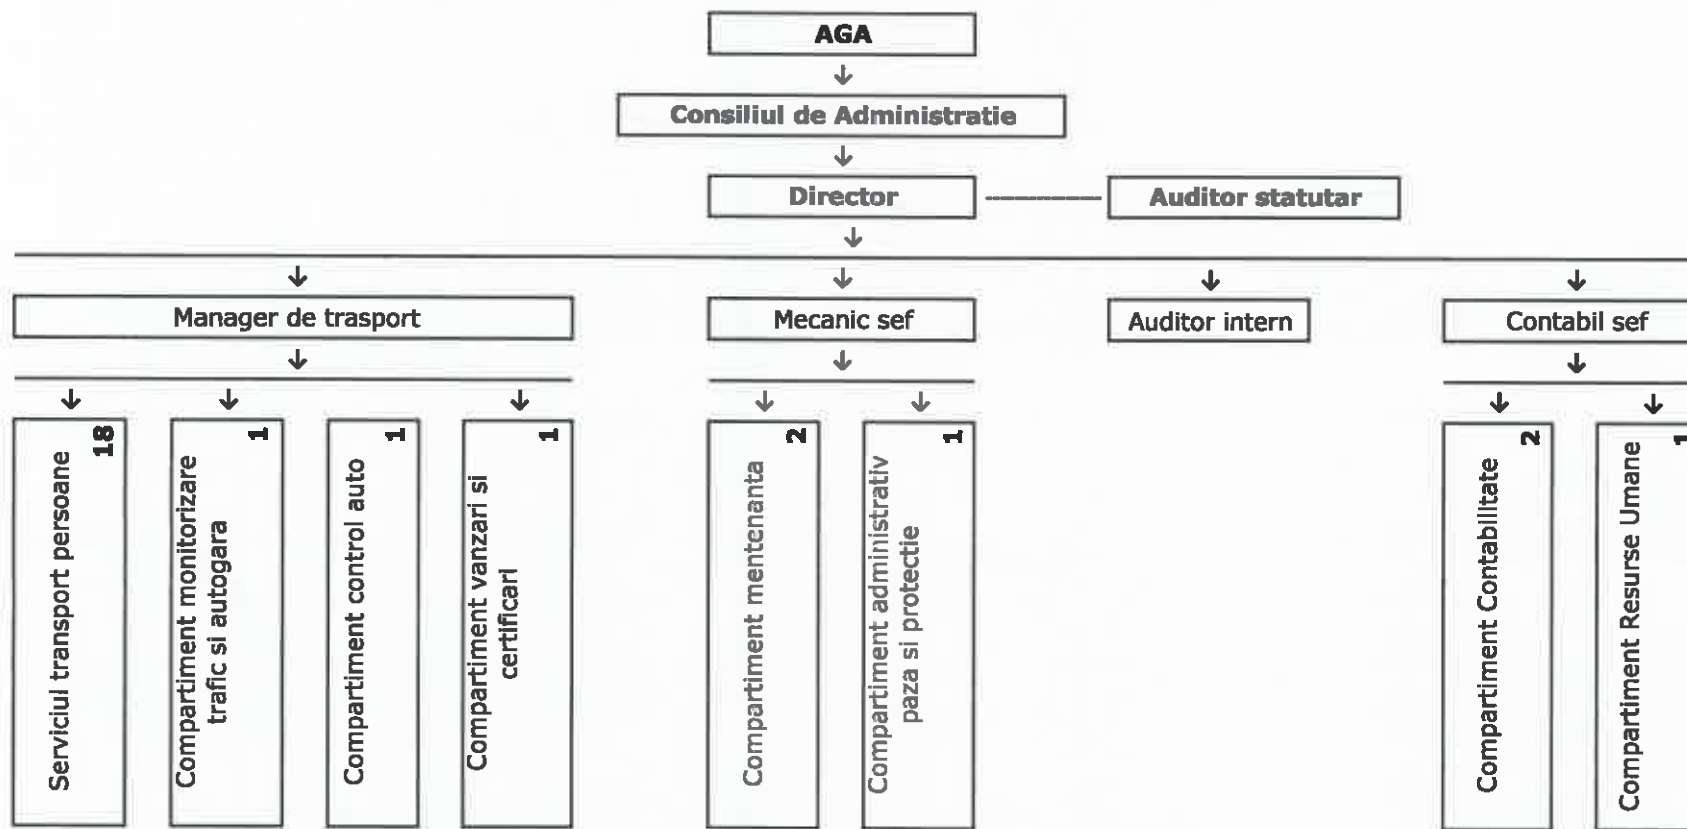 AGA
Consiliul de Administratie
Director
Auditor statutar
Manager de trasport
Mecanic sef
Auditor intern
Contabil sef
Serviciul transport persoane
18
Compartiment monitorizare
trafic si autogara
1
Compartiment control auto
1
Compartiment vanzari si
certificari
1
Compartiment mentenanta
2
Compartiment administrativ
paza si protectie
1
Compartiment Contabilitate
2
Compartiment Resurse Umane
1